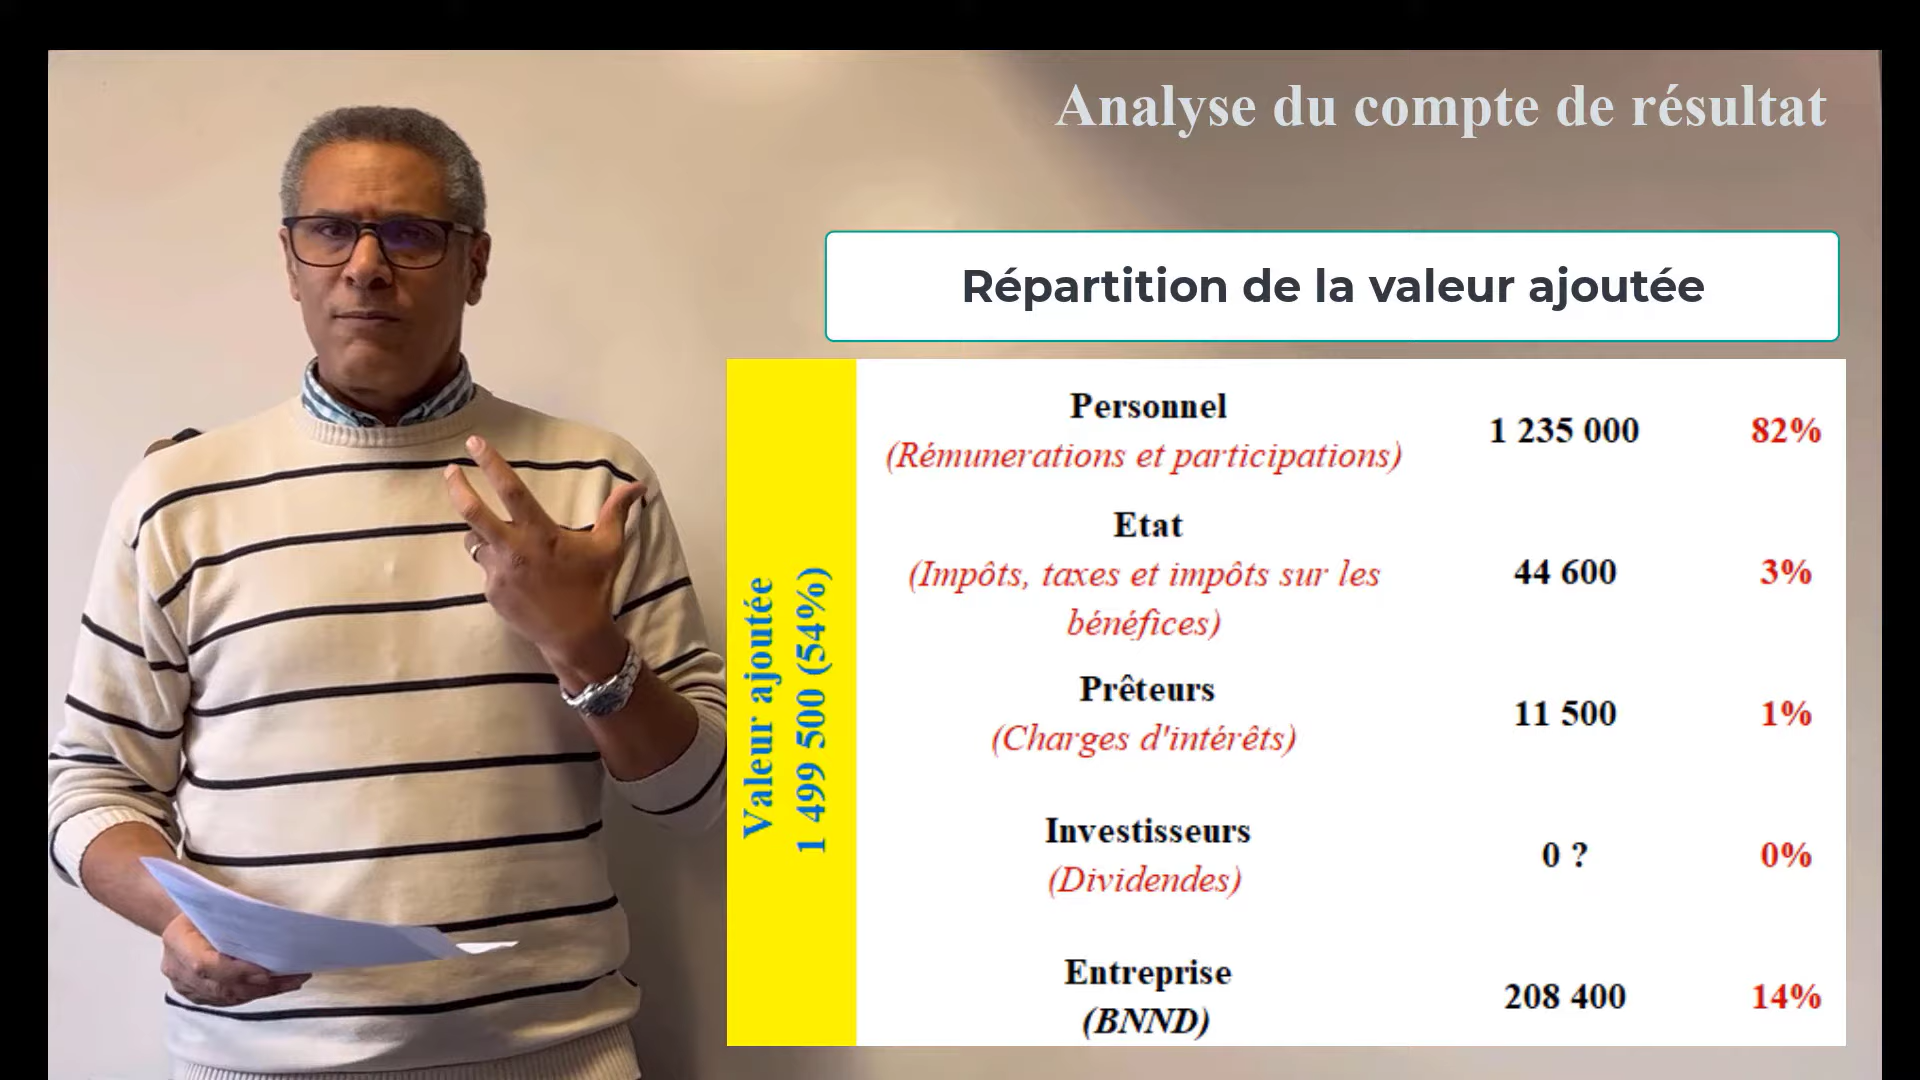 Analyse du compte de résultat
Répartition de la valeur ajoutée
Valeur ajoutée
1 499 500 (54%)
Personnel
(Rémunerations et participations)
1 235 000
82%
Etat
(Impôts, taxes et impôts sur les
bénéfices)
44 600
3%
Prêteurs
(Charges d'intérêts)
11 500
1%
Investisseurs
(Dividendes)
0 ?
0%
Entreprise
(BNND)
208 400
14%